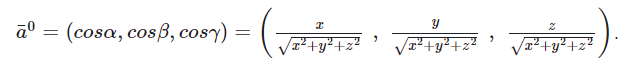 ā⁰ = (cosα, cosβ, cosγ) = ( x/√(x²+y²+z²) , y/√(x²+y²+z²) , z/√(x²+y²+z²) ).